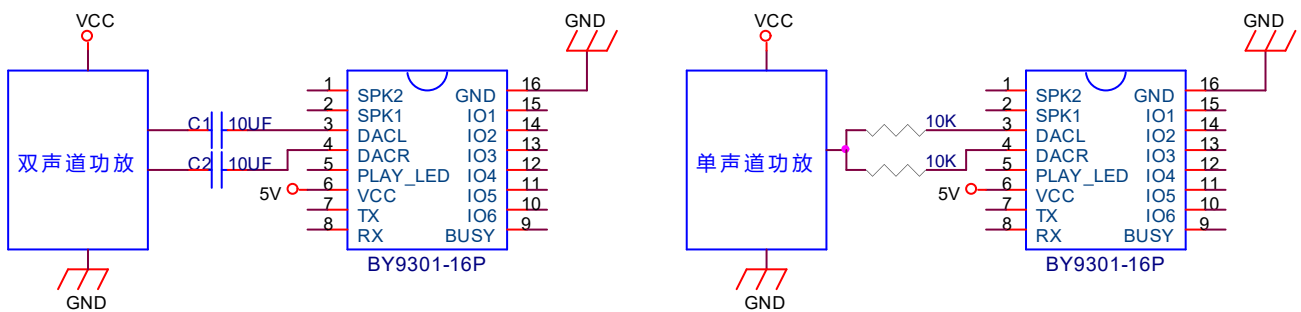 VCC
GND
双声道功放
C1 10UF
C2 10UF
5V
1 SPK2 GND 16
2 SPK1 IO1 15
3 DACL IO2 14
4 DACR IO3 13
5 PLAY_LED IO4 12
6 VCC IO5 11
7 TX IO6 10
8 RX BUSY 9
BY9301-16P
GND
VCC
GND
单声道功放
10K
10K
5V
1 SPK2 GND 16
2 SPK1 IO1 15
3 DACL IO2 14
4 DACR IO3 13
5 PLAY_LED IO4 12
6 VCC IO5 11
7 TX IO6 10
8 RX BUSY 9
BY9301-16P
GND